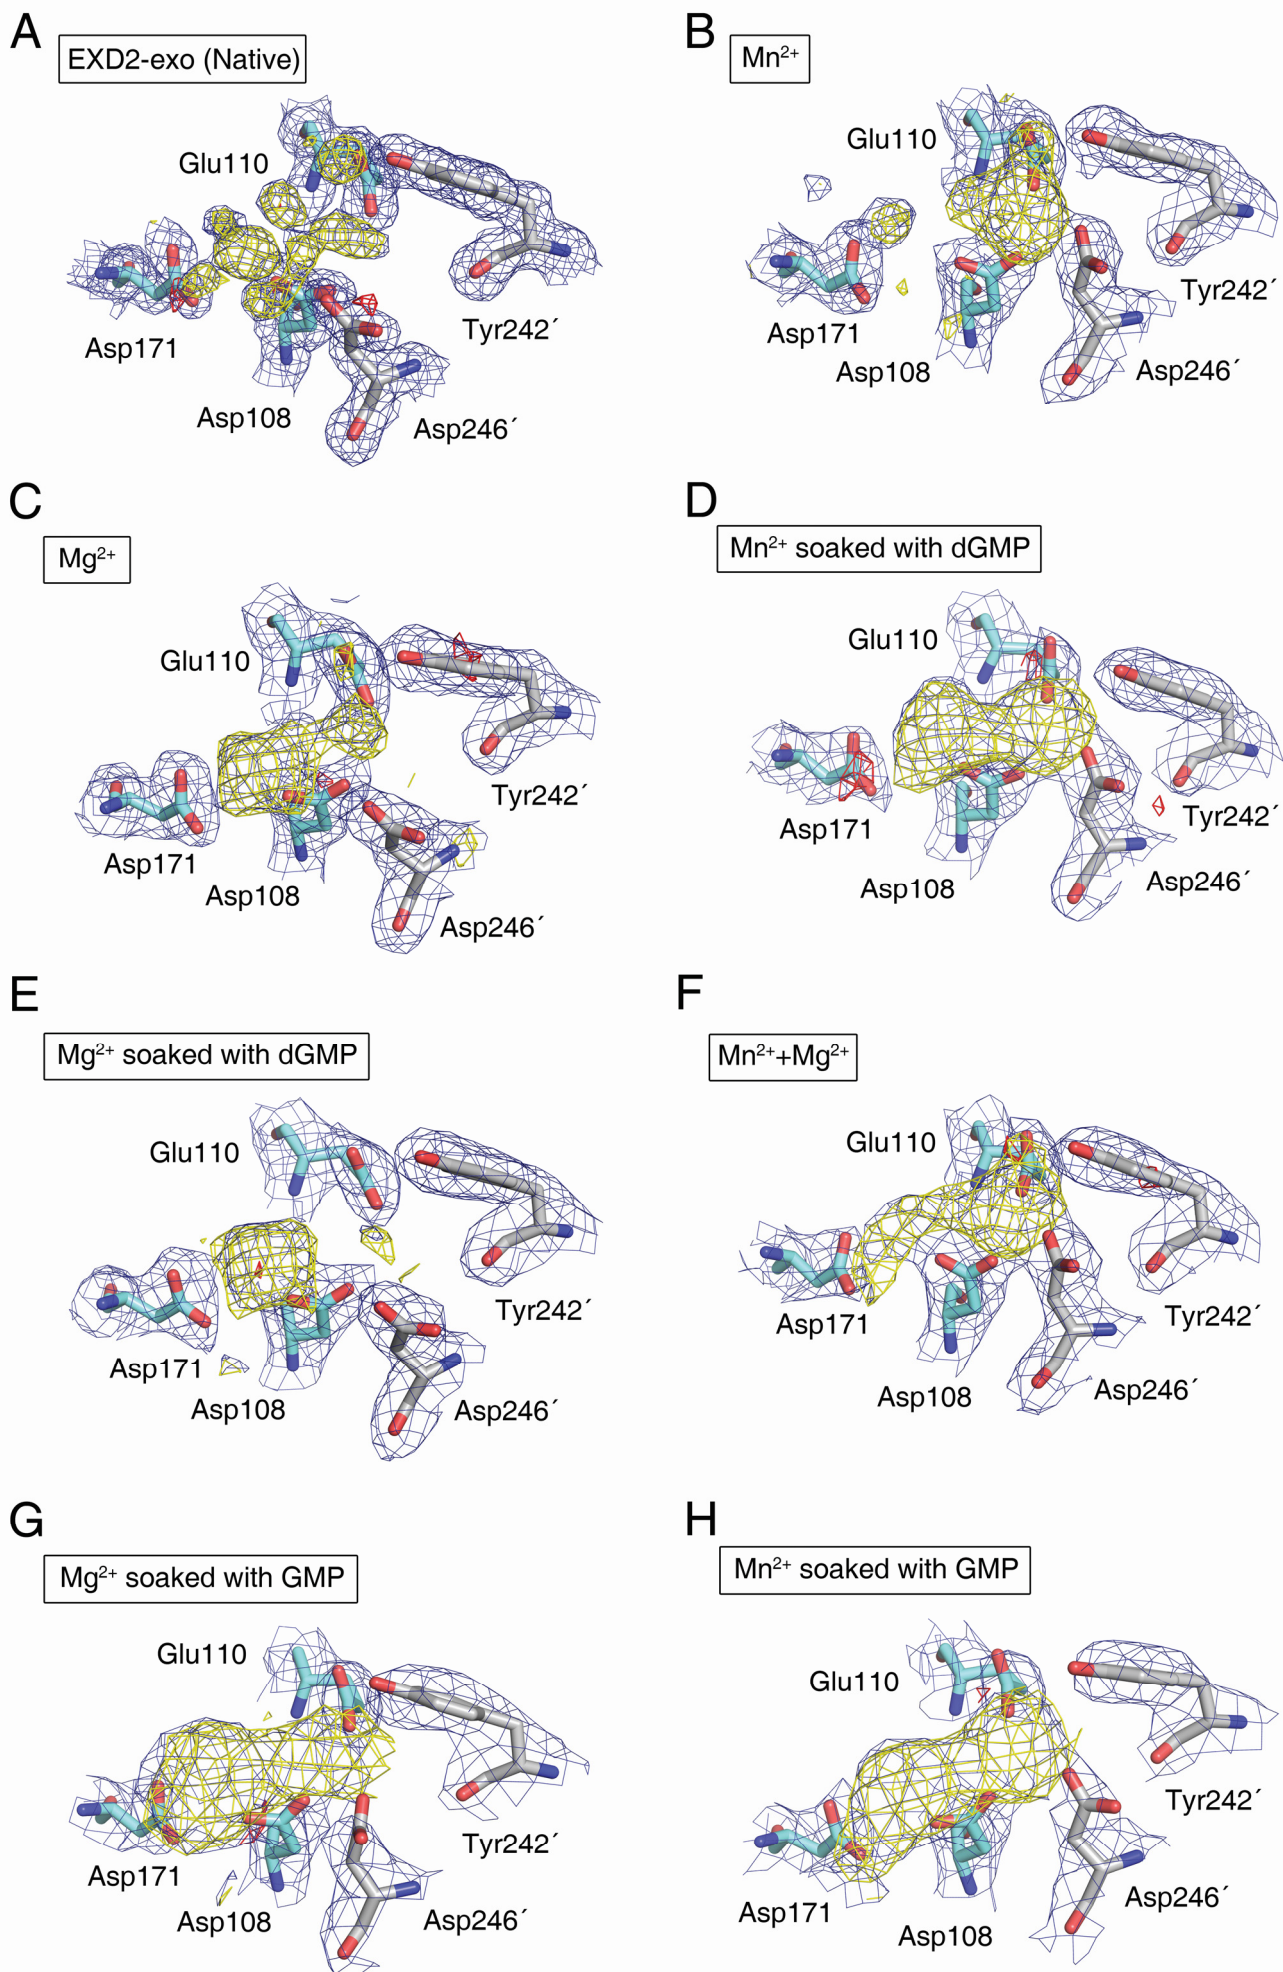 A
EXD2-exo (Native)
Glu110
Asp171
Tyr242´
Asp108
Asp246´
B
Mn²⁺
Glu110
Tyr242´
Asp171
Asp108
Asp246´
C
Mg²⁺
Glu110
Tyr242´
Asp171
Asp108
Asp246´
D
Mn²⁺ soaked with dGMP
Glu110
Tyr242´
Asp171
Asp108
Asp246´
E
Mg²⁺ soaked with dGMP
Glu110
Tyr242´
Asp171
Asp108
Asp246´
F
Mn²⁺+Mg²⁺
Glu110
Tyr242´
Asp171
Asp108
Asp246´
G
Mg²⁺ soaked with GMP
Glu110
Tyr242´
Asp171
Asp108
Asp246´
H
Mn²⁺ soaked with GMP
Glu110
Tyr242´
Asp171
Asp108
Asp246´